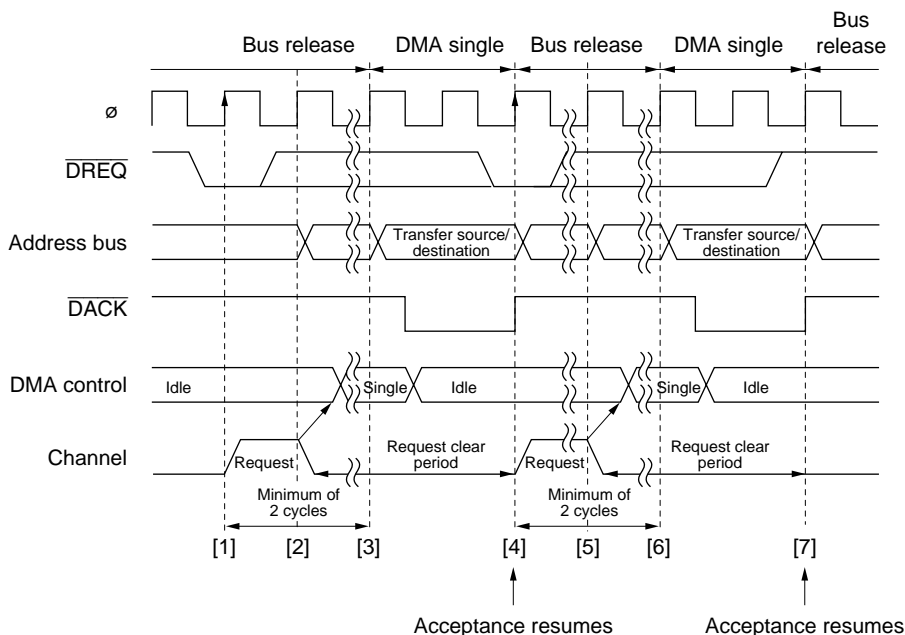 Bus release DMA single Bus release DMA single Bus
release
ø
DREQ
Address bus Transfer source/ Transfer source/
destination destination
DACK
DMA control Idle Single Idle Single Idle
Channel Request Request clear Request Request clear
period period
Minimum of Minimum of
2 cycles 2 cycles
[1] [2] [3] [4] [5] [6] [7]
Acceptance resumes Acceptance resumes